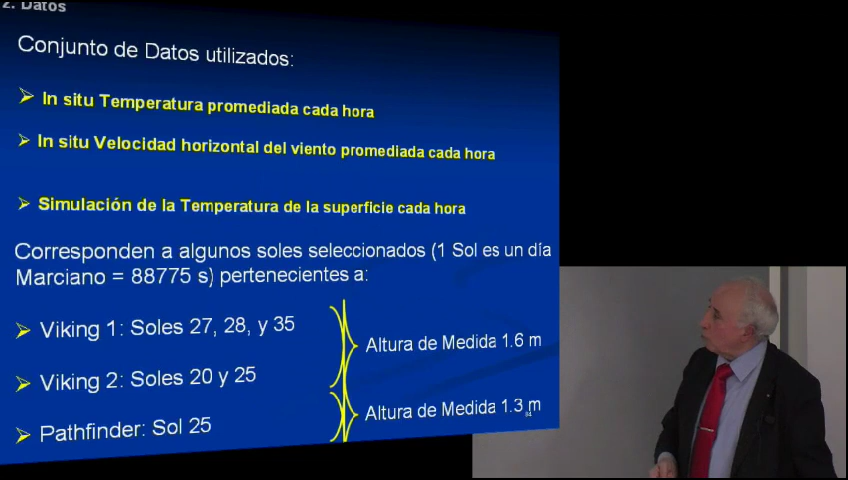 2. Datos
Conjunto de Datos utilizados:
➢ In situ Temperatura promediada cada hora
➢ In situ Velocidad horizontal del viento promediada cada hora
➢ Simulación de la Temperatura de la superficie cada hora
Corresponden a algunos soles seleccionados (1 Sol es un día
Marciano = 88775 s) pertenecientes a:
➢ Viking 1: Soles 27, 28, y 35
Altura de Medida 1.6 m
➢ Viking 2: Soles 20 y 25
Altura de Medida 1.3 m
➢ Pathfinder: Sol 25